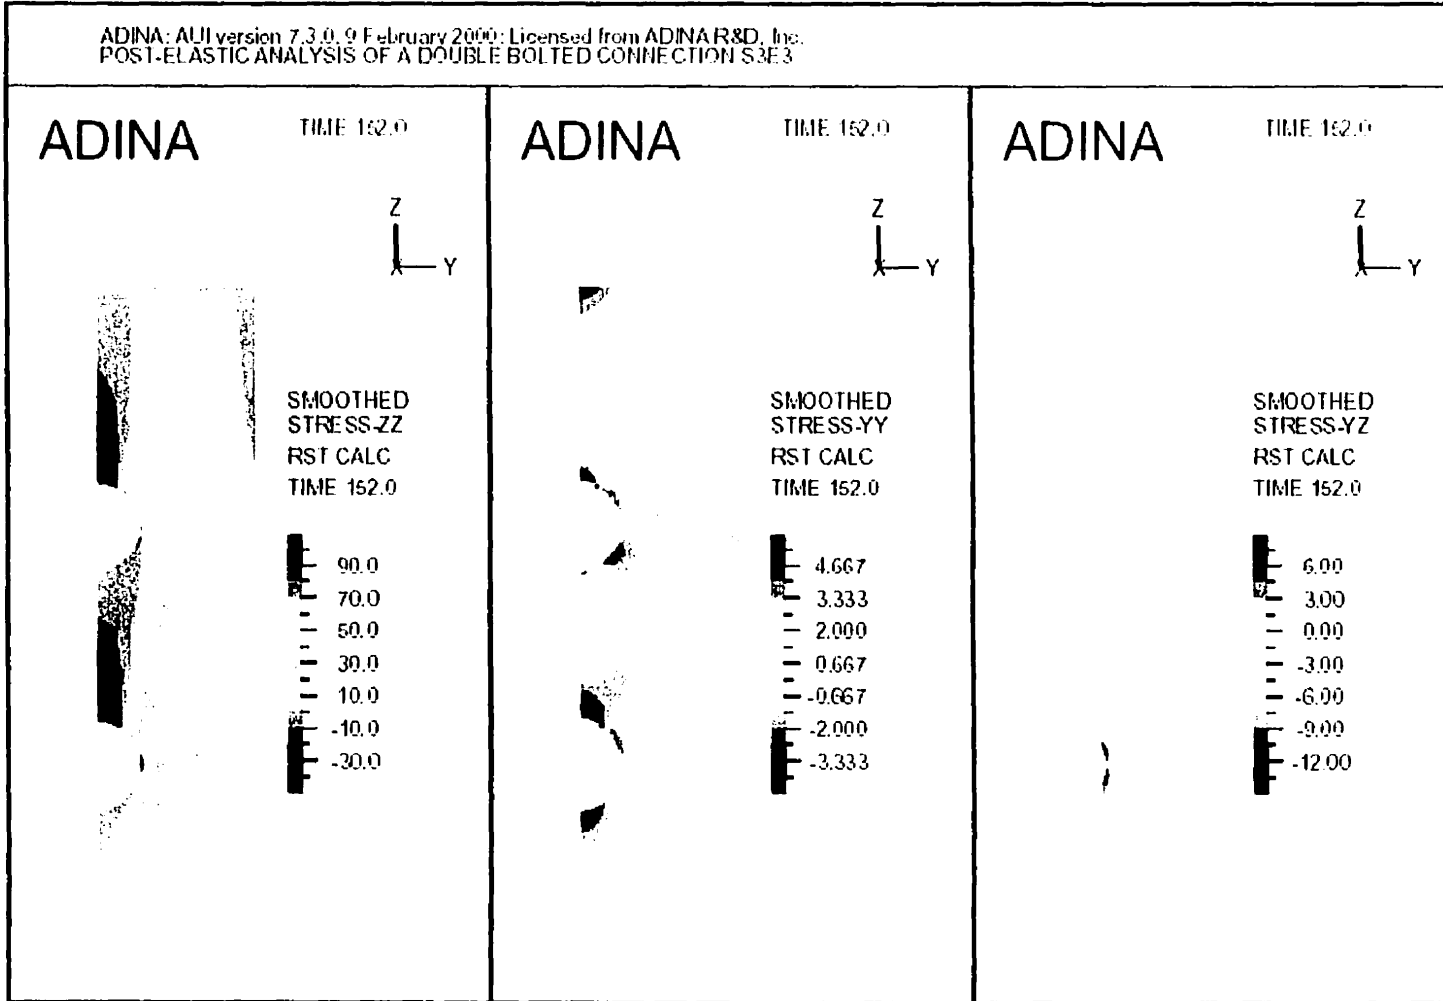 ADINA: AUI version 7.3.0, 9 February 2000: Licensed from ADINA R&D, Inc.
POST-ELASTIC ANALYSIS OF A DOUBLE BOLTED CONNECTION S3E3
ADINA
TIME 152.0
Z
X
Y
SMOOTHED
STRESS-ZZ
RST CALC
TIME 152.0
90.0
70.0
50.0
30.0
10.0
-10.0
-30.0
ADINA
TIME 152.0
Z
X
Y
SMOOTHED
STRESS-YY
RST CALC
TIME 152.0
4.667
3.333
2.000
0.667
-0.667
-2.000
-3.333
ADINA
TIME 152.0
Z
X
Y
SMOOTHED
STRESS-YZ
RST CALC
TIME 152.0
6.00
3.00
0.00
-3.00
-6.00
-9.00
-12.00